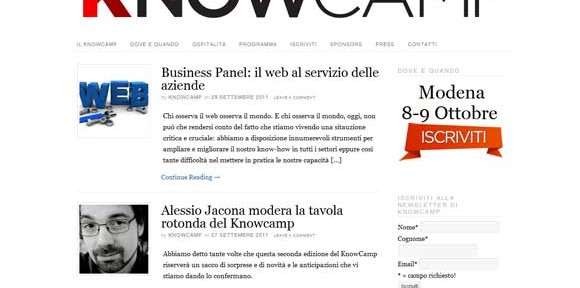 KNOWCAMP
IL KNOWCAMP DOVE E QUANDO OSPITALITÀ PROGRAMMA ISCRIVITI SPONSORS PRESS CONTATTI
WEB
Business Panel: il web al servizio delle
aziende
by KNOWCAMP on 29 SETTEMBRE 2011 · LEAVE A COMMENT
Chi osserva il web osserva il mondo. E chi osserva il mondo, oggi, non
può che rendersi conto del fatto che stiamo vivendo una situazione
critica e cruciale: abbiamo a disposizione innumerevoli strumenti per
ampliare e migliorare il nostro know-how in tutti i settori eppure così
tante difficoltà nel mettere in pratica le nostre capacità [...]
Continue Reading →
Alessio Jacona modera la tavola
rotonda del Knowcamp
by KNOWCAMP on 27 SETTEMBRE 2011 · LEAVE A COMMENT
Abbiamo detto tante volte che questa seconda edizione del KnowCamp
riserverà un sacco di sorprese e di novità e le anticipazioni che vi
stiamo dando lo confermano.
DOVE E QUANDO
Modena
8-9 Ottobre
ISCRIVITI
ISCRIVITI ALLA
NEWSLETTER DI
KNOWCAMP
Nome*
Cognome*
Email*
* = campo richiesto!